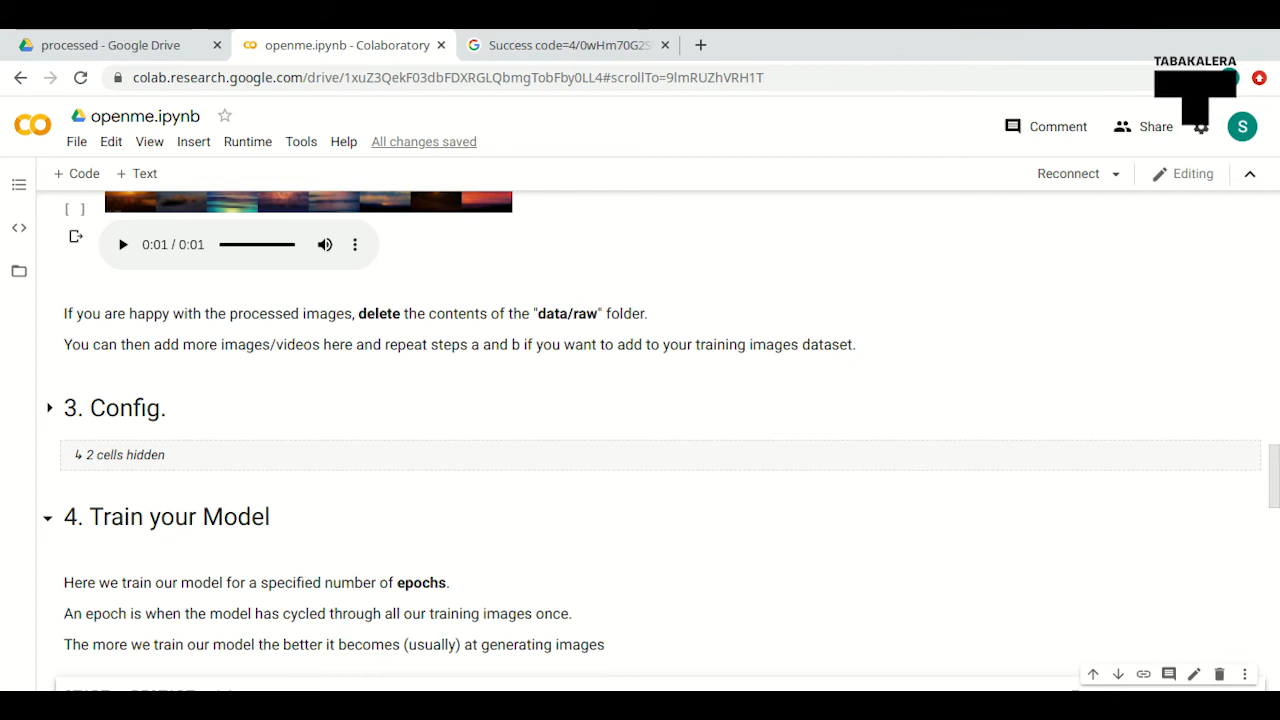 processed - Google Drive
openme.ipynb - Colaboratory
Success code=4/0wHm70G2S
colab.research.google.com/drive/1xuZ3QekF03dbFDXRGLQbmgTobFby0LL4#scrollTo=9lmRUZhVRH1T
TABAKALERA
openme.ipynb
Comment
Share
S
File Edit View Insert Runtime Tools Help All changes saved
+ Code + Text
Reconnect
Editing
[ ]
0:01 / 0:01
If you are happy with the processed images, delete the contents of the "data/raw" folder.
You can then add more images/videos here and repeat steps a and b if you want to add to your training images dataset.
3. Config.
↳ 2 cells hidden
4. Train your Model
Here we train our model for a specified number of epochs.
An epoch is when the model has cycled through all our training images once.
The more we train our model the better it becomes (usually) at generating images